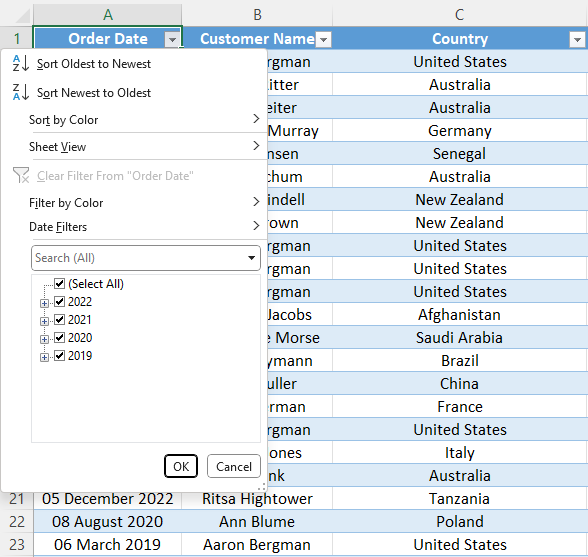 A B C
1 Order Date Customer Name Country
Sort Oldest to Newest
Sort Newest to Oldest
Sort by Color
Sheet View
Clear Filter From "Order Date"
Filter by Color
Date Filters
Search (All)
(Select All)
2022
2021
2020
2019
OK Cancel
rgman United States
itter Australia
eiter Australia
Murray Germany
nsen Senegal
chum Australia
indell New Zealand
rown New Zealand
rgman United States
rgman United States
rgman United States
Jacobs Afghanistan
e Morse Saudi Arabia
ymann Brazil
uller China
erman France
rgman United States
ones Italy
nk Australia
21 05 December 2022 Ritsa Hightower Tanzania
22 08 August 2020 Ann Blume Poland
23 06 March 2019 Aaron Bergman United States